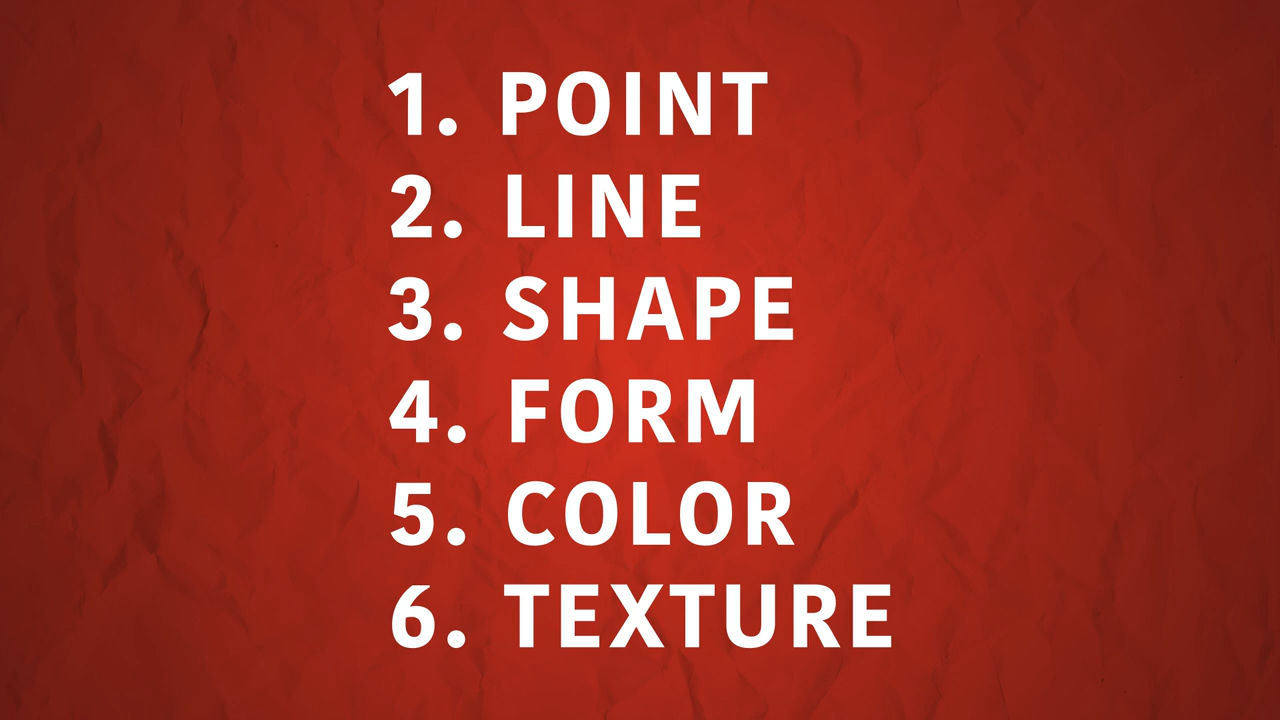 1. POINT
2. LINE
3. SHAPE
4. FORM
5. COLOR
6. TEXTURE